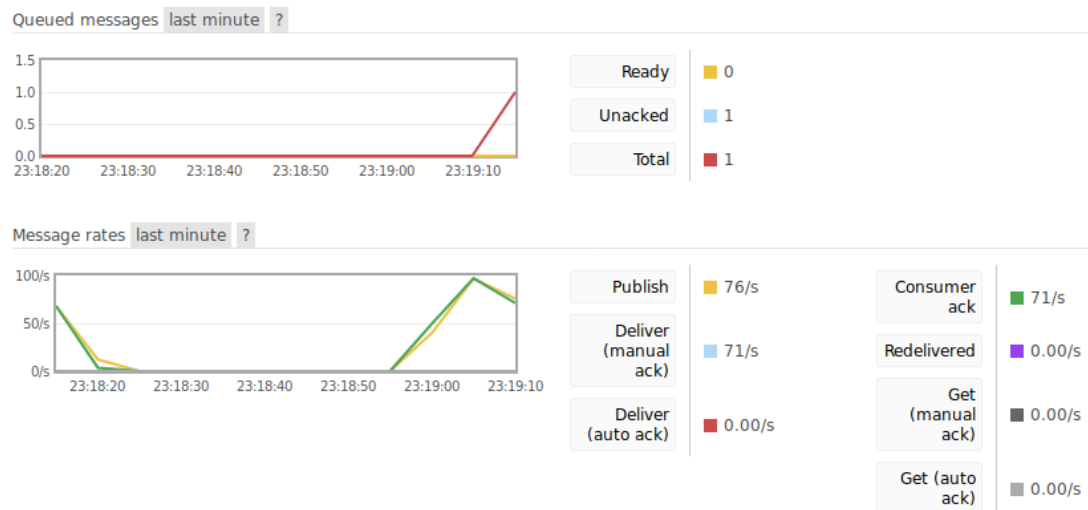 Queued messages last minute ?
1.5
1.0
0.5
0.0
23:18:20 23:18:30 23:18:40 23:18:50 23:19:00 23:19:10
Ready 0
Unacked 1
Total 1
Message rates last minute ?
100/s
50/s
0/s
23:18:20 23:18:30 23:18:40 23:18:50 23:19:00 23:19:10
Publish 76/s
Deliver
(manual
ack) 71/s
Deliver
(auto ack) 0.00/s
Consumer
ack 71/s
Redelivered 0.00/s
Get
(manual
ack) 0.00/s
Get (auto
ack) 0.00/s